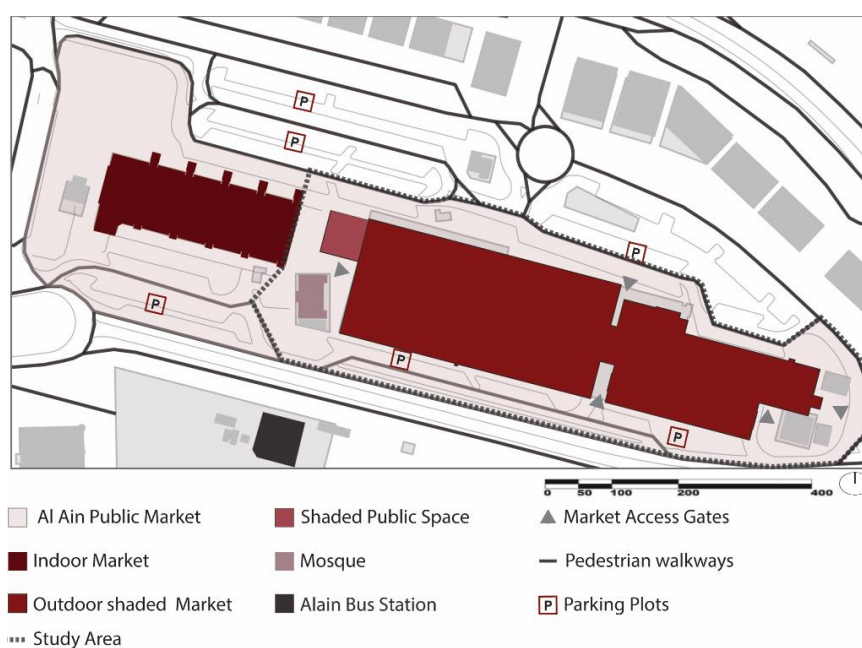 P
P
P
P
P
P
0 50 100 200 400
Al Ain Public Market
Shaded Public Space
Market Access Gates
Indoor Market
Mosque
Pedestrian walkways
Outdoor shaded Market
Alain Bus Station
P Parking Plots
Study Area